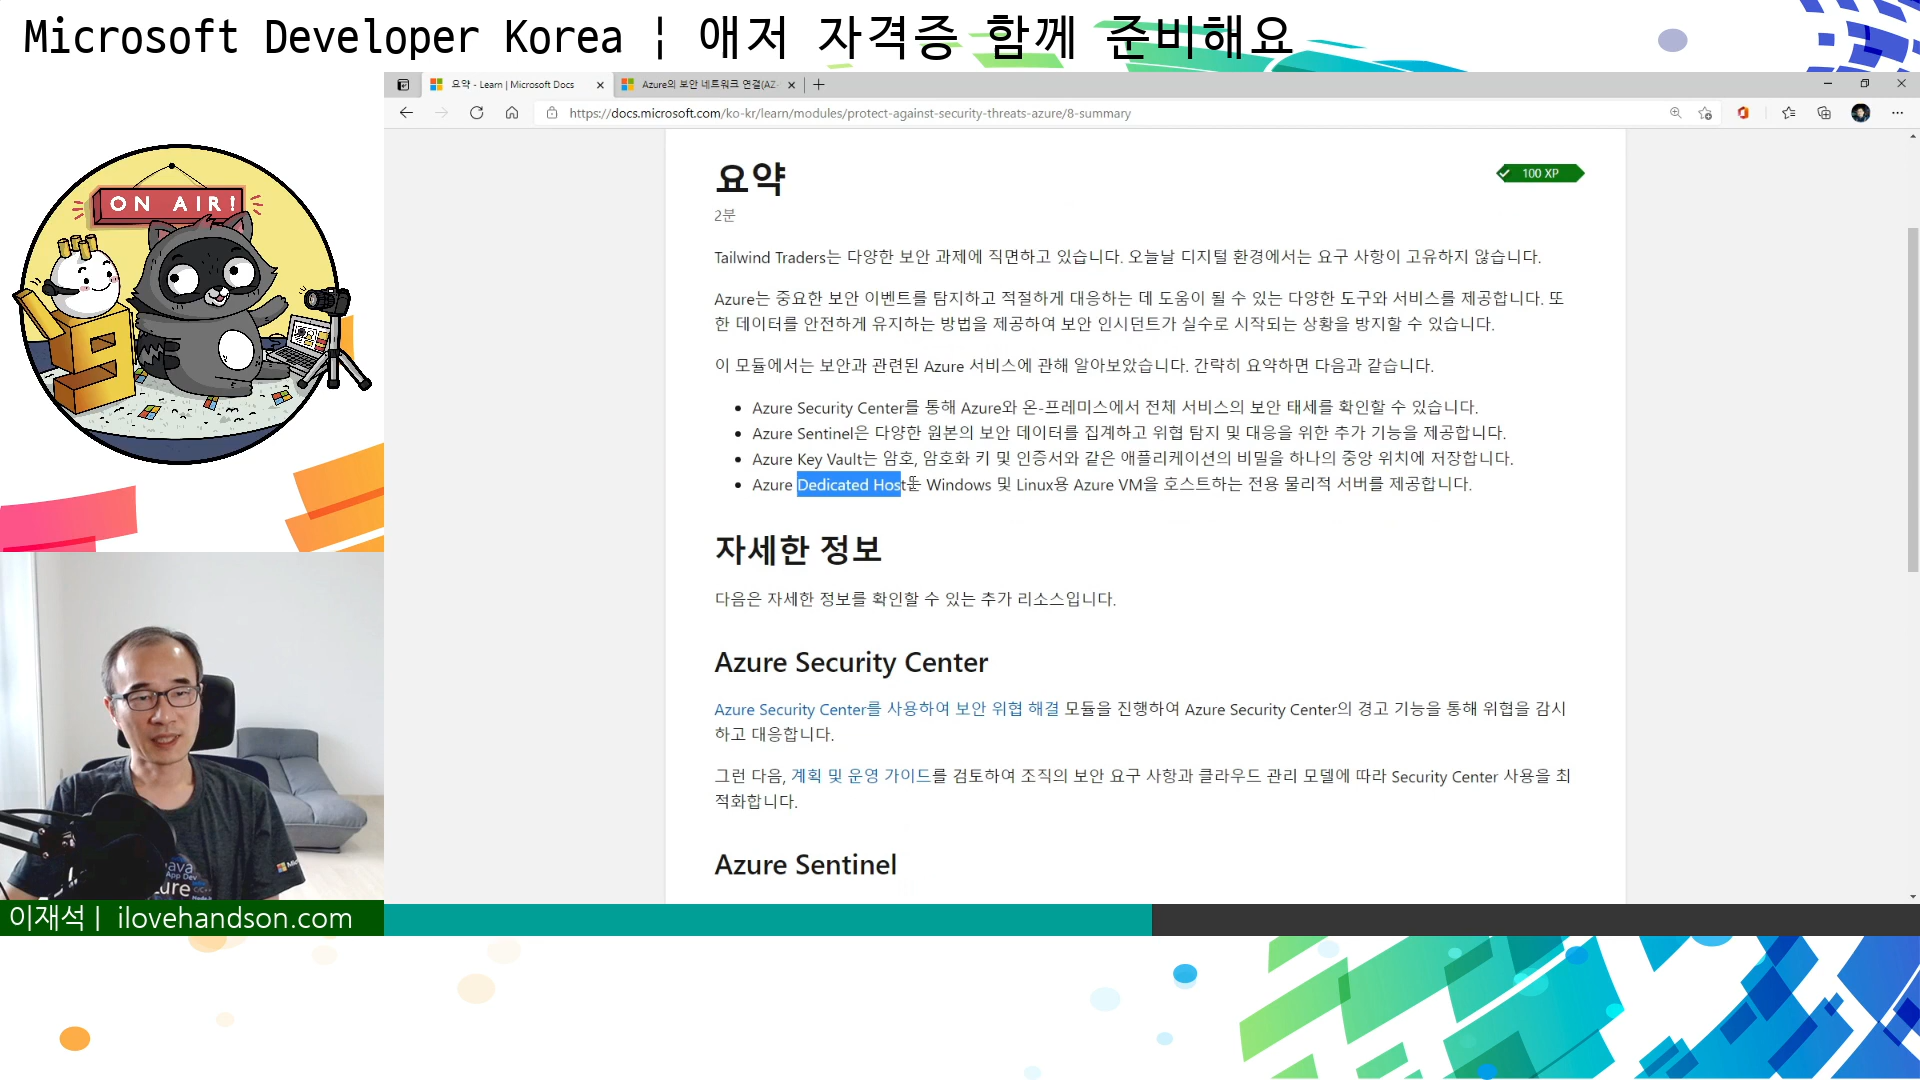 Microsoft Developer Korea | 애저 자격증 함께 준비해요
요약 - Learn | Microsoft Docs
Azure의 보안 네트워크 연결(AZ-
https://docs.microsoft.com/ko-kr/learn/modules/protect-against-security-threats-azure/8-summary
ON AIR!
요약
100 XP
2분
Tailwind Traders는 다양한 보안 과제에 직면하고 있습니다. 오늘날 디지털 환경에서는 요구 사항이 고유하지 않습니다.
Azure는 중요한 보안 이벤트를 탐지하고 적절하게 대응하는 데 도움이 될 수 있는 다양한 도구와 서비스를 제공합니다. 또
한 데이터를 안전하게 유지하는 방법을 제공하여 보안 인시던트가 실수로 시작되는 상황을 방지할 수 있습니다.
이 모듈에서는 보안과 관련된 Azure 서비스에 관해 알아보았습니다. 간략히 요약하면 다음과 같습니다.
• Azure Security Center를 통해 Azure와 온-프레미스에서 전체 서비스의 보안 태세를 확인할 수 있습니다.
• Azure Sentinel은 다양한 원본의 보안 데이터를 집계하고 위협 탐지 및 대응을 위한 추가 기능을 제공합니다.
• Azure Key Vault는 암호, 암호화 키 및 인증서와 같은 애플리케이션의 비밀을 하나의 중앙 위치에 저장합니다.
• Azure Dedicated Host는 Windows 및 Linux용 Azure VM을 호스트하는 전용 물리적 서버를 제공합니다.
자세한 정보
다음은 자세한 정보를 확인할 수 있는 추가 리소스입니다.
Azure Security Center
Azure Security Center를 사용하여 보안 위협 해결 모듈을 진행하여 Azure Security Center의 경고 기능을 통해 위협을 감시
하고 대응합니다.
그런 다음, 계획 및 운영 가이드를 검토하여 조직의 보안 요구 사항과 클라우드 관리 모델에 따라 Security Center 사용을 최
적화합니다.
Azure Sentinel
이재석 | ilovehandson.com